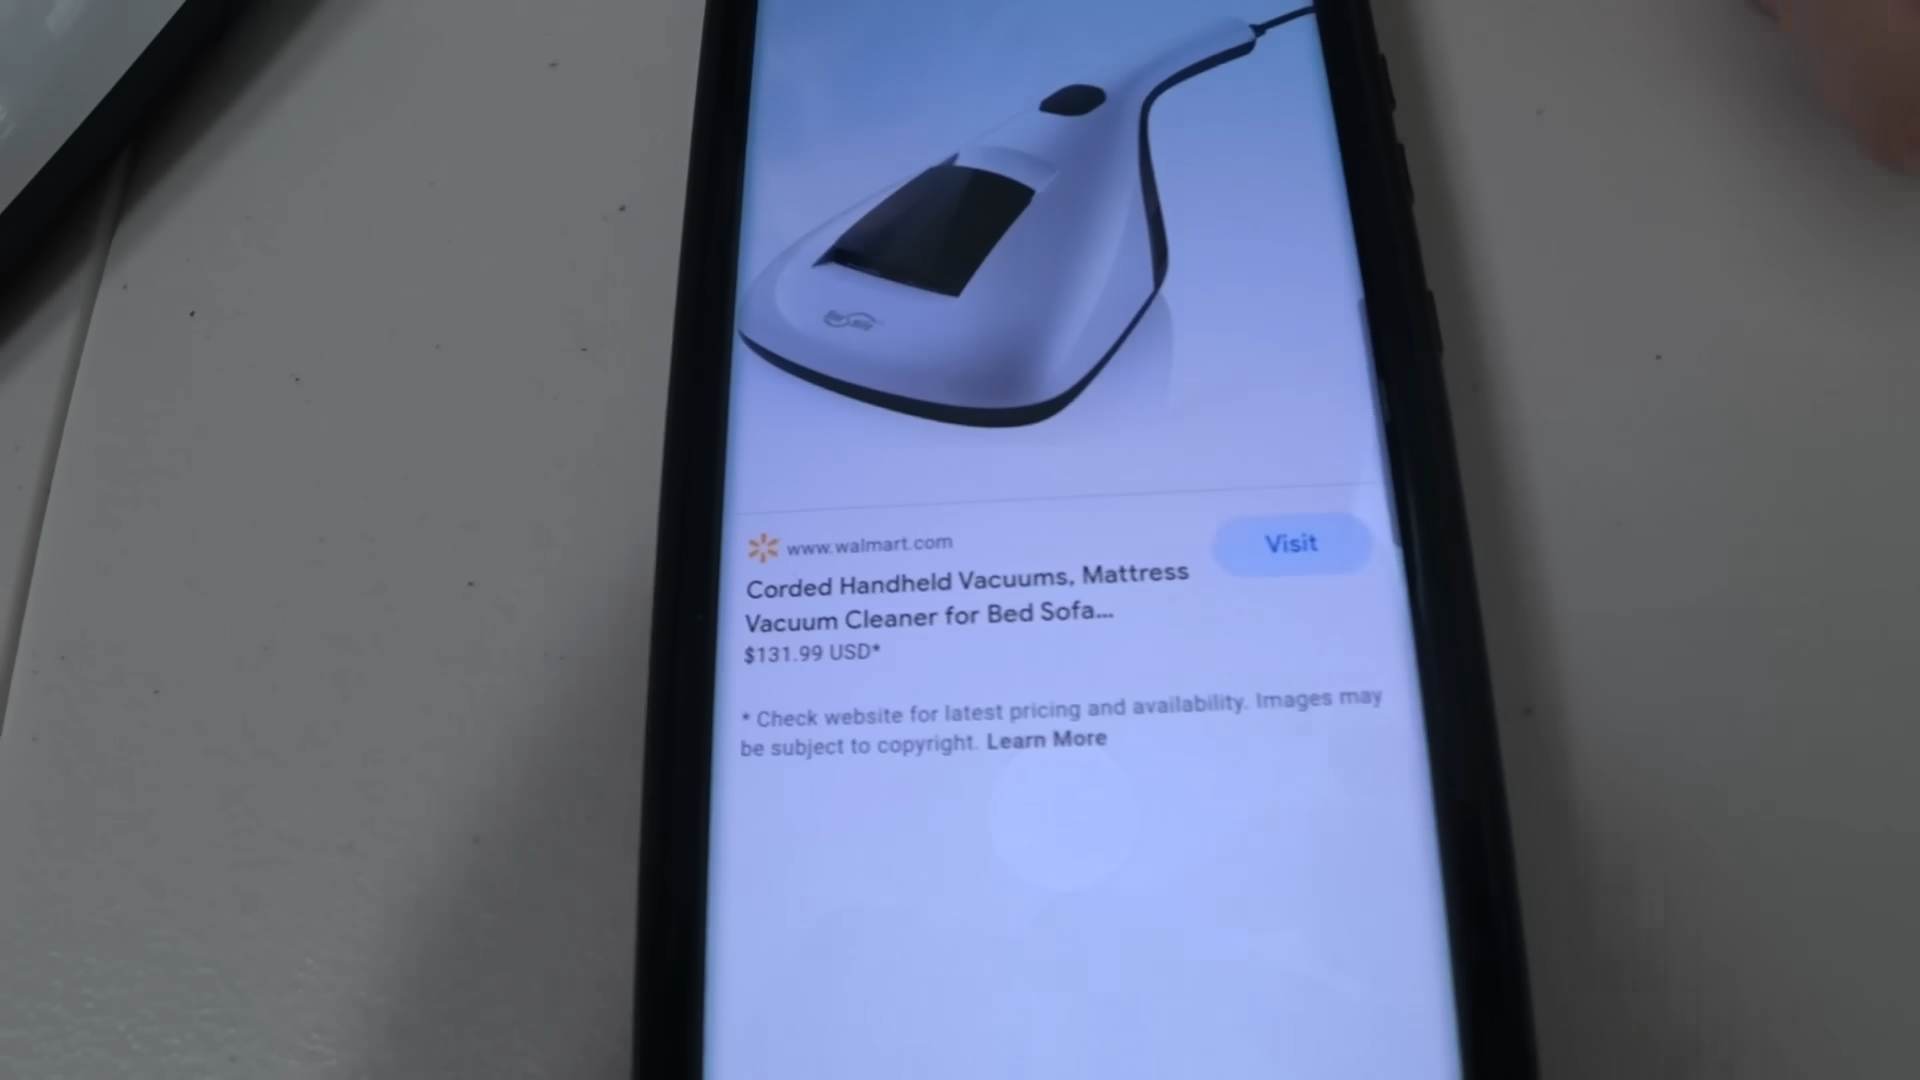 www.walmart.com
Visit
Corded Handheld Vacuums, Mattress
Vacuum Cleaner for Bed Sofa...
$131.99 USD*
* Check website for latest pricing and availability. Images may
be subject to copyright. Learn More